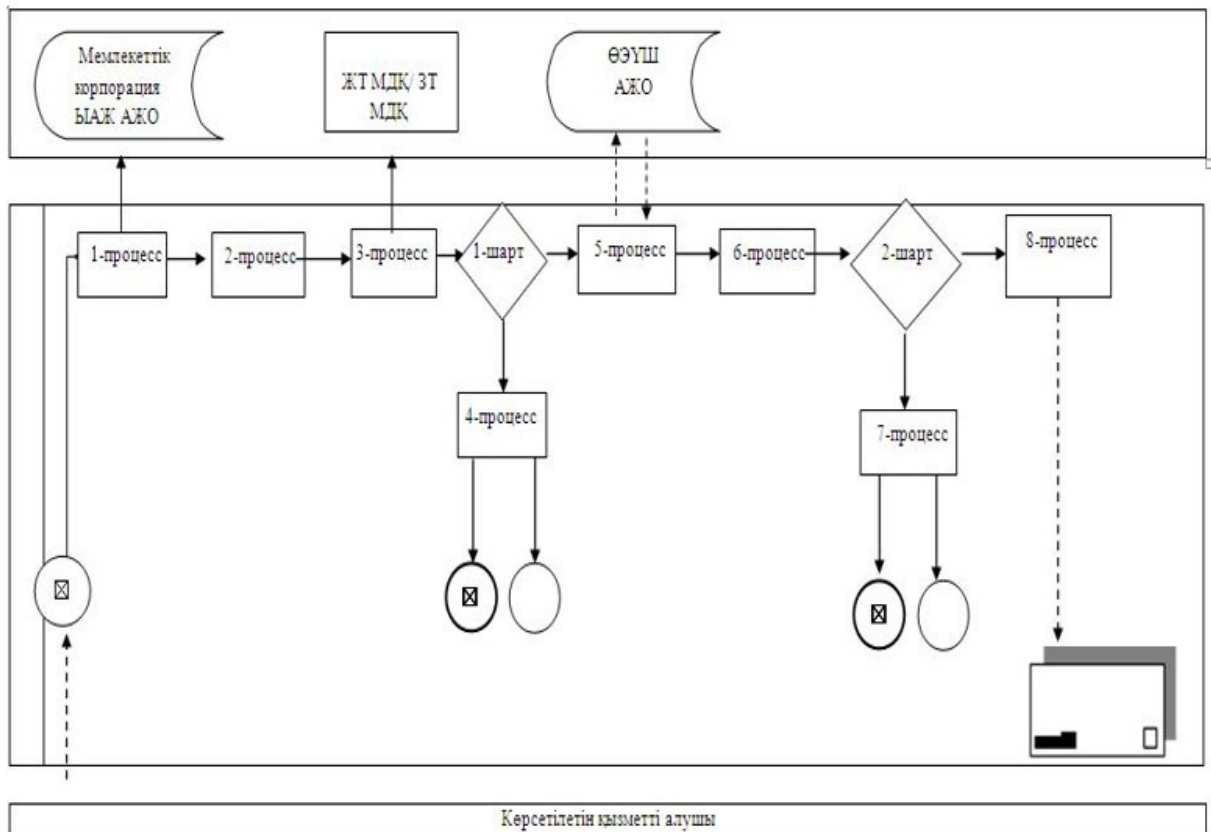 Мемлекеттік
корпорация
ЫАЖ АЖО
ЖТ МДҚ/ ЗТ
МДҚ
ӨЭҮШ
АЖО
1-процесс
2-процесс
3-процесс
1-шарт
5-процесс
6-процесс
2-шарт
8-процесс
4-процесс
7-процесс
Көрсетілетін қызметті алушы